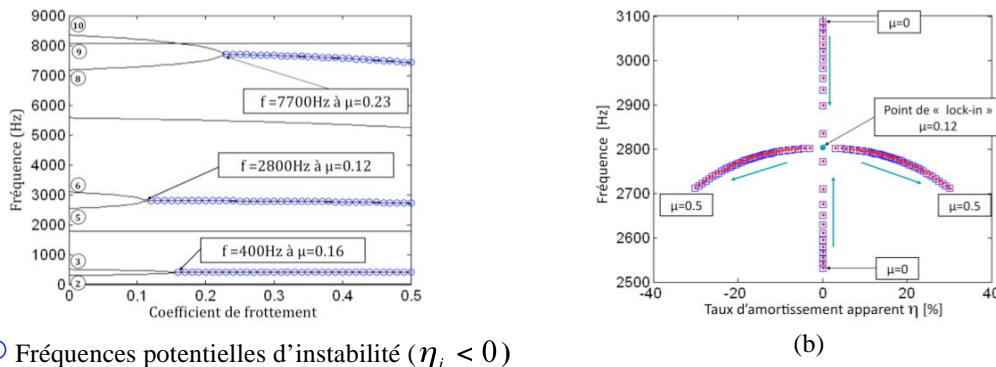 9000
8000
7000
6000
5000
4000
3000
2000
1000
0
Fréquence (Hz)
10
9
8
6
5
3
2
f =7700Hz à μ=0.23
f =2800Hz à μ=0.12
f =400Hz à μ=0.16
0 0.1 0.2 0.3 0.4 0.5
Coefficient de frottement
Fréquences potentielles d'instabilité (ηi < 0)
(b)
3100
3000
2900
2800
2700
2600
2500
Fréquence [Hz]
μ=0
Point de « lock-in »
μ=0.12
μ=0.5
μ=0.5
μ=0
-40 -20 0 20 40
Taux d'amortissement apparent η [%]
(b)